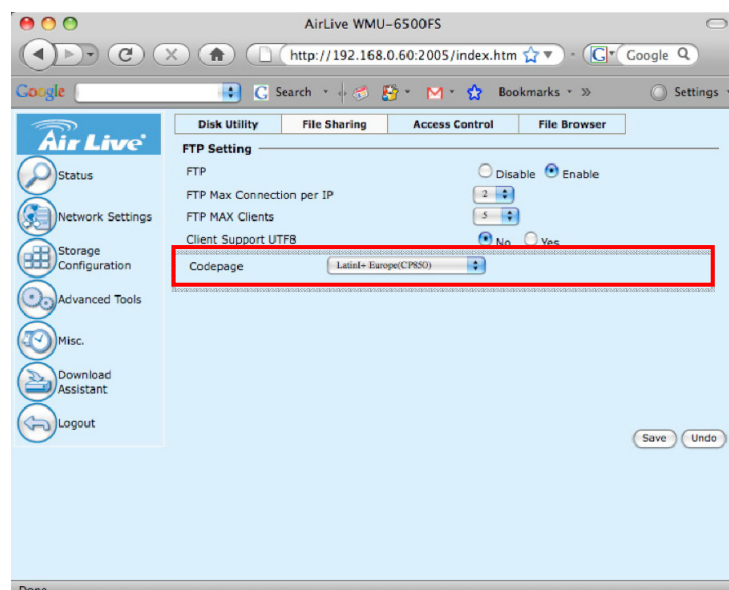 AirLive WMU-6500FS
http://192.168.0.60:2005/index.htm
G Google
Google G Search M Bookmarks » Settings
Air Live
Disk Utility File Sharing Access Control File Browser
FTP Setting
FTP Disable Enable
FTP Max Connection per IP 2
FTP MAX Clients 5
Client Support UTF8 No Yes
Codepage Latin1+ Europe(CP850)
Status
Network Settings
Storage
Configuration
Advanced Tools
Misc.
Download
Assistant
Logout
Save Undo
Done